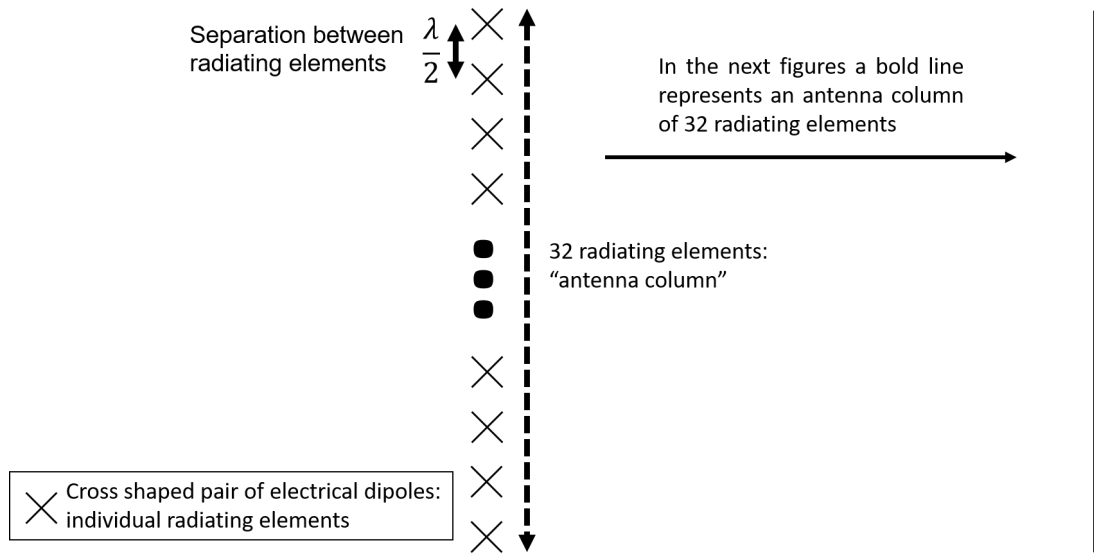 Separation between
radiating elements
λ
2
In the next figures a bold line
represents an antenna column
of 32 radiating elements
32 radiating elements:
“antenna column”
Cross shaped pair of electrical dipoles:
individual radiating elements